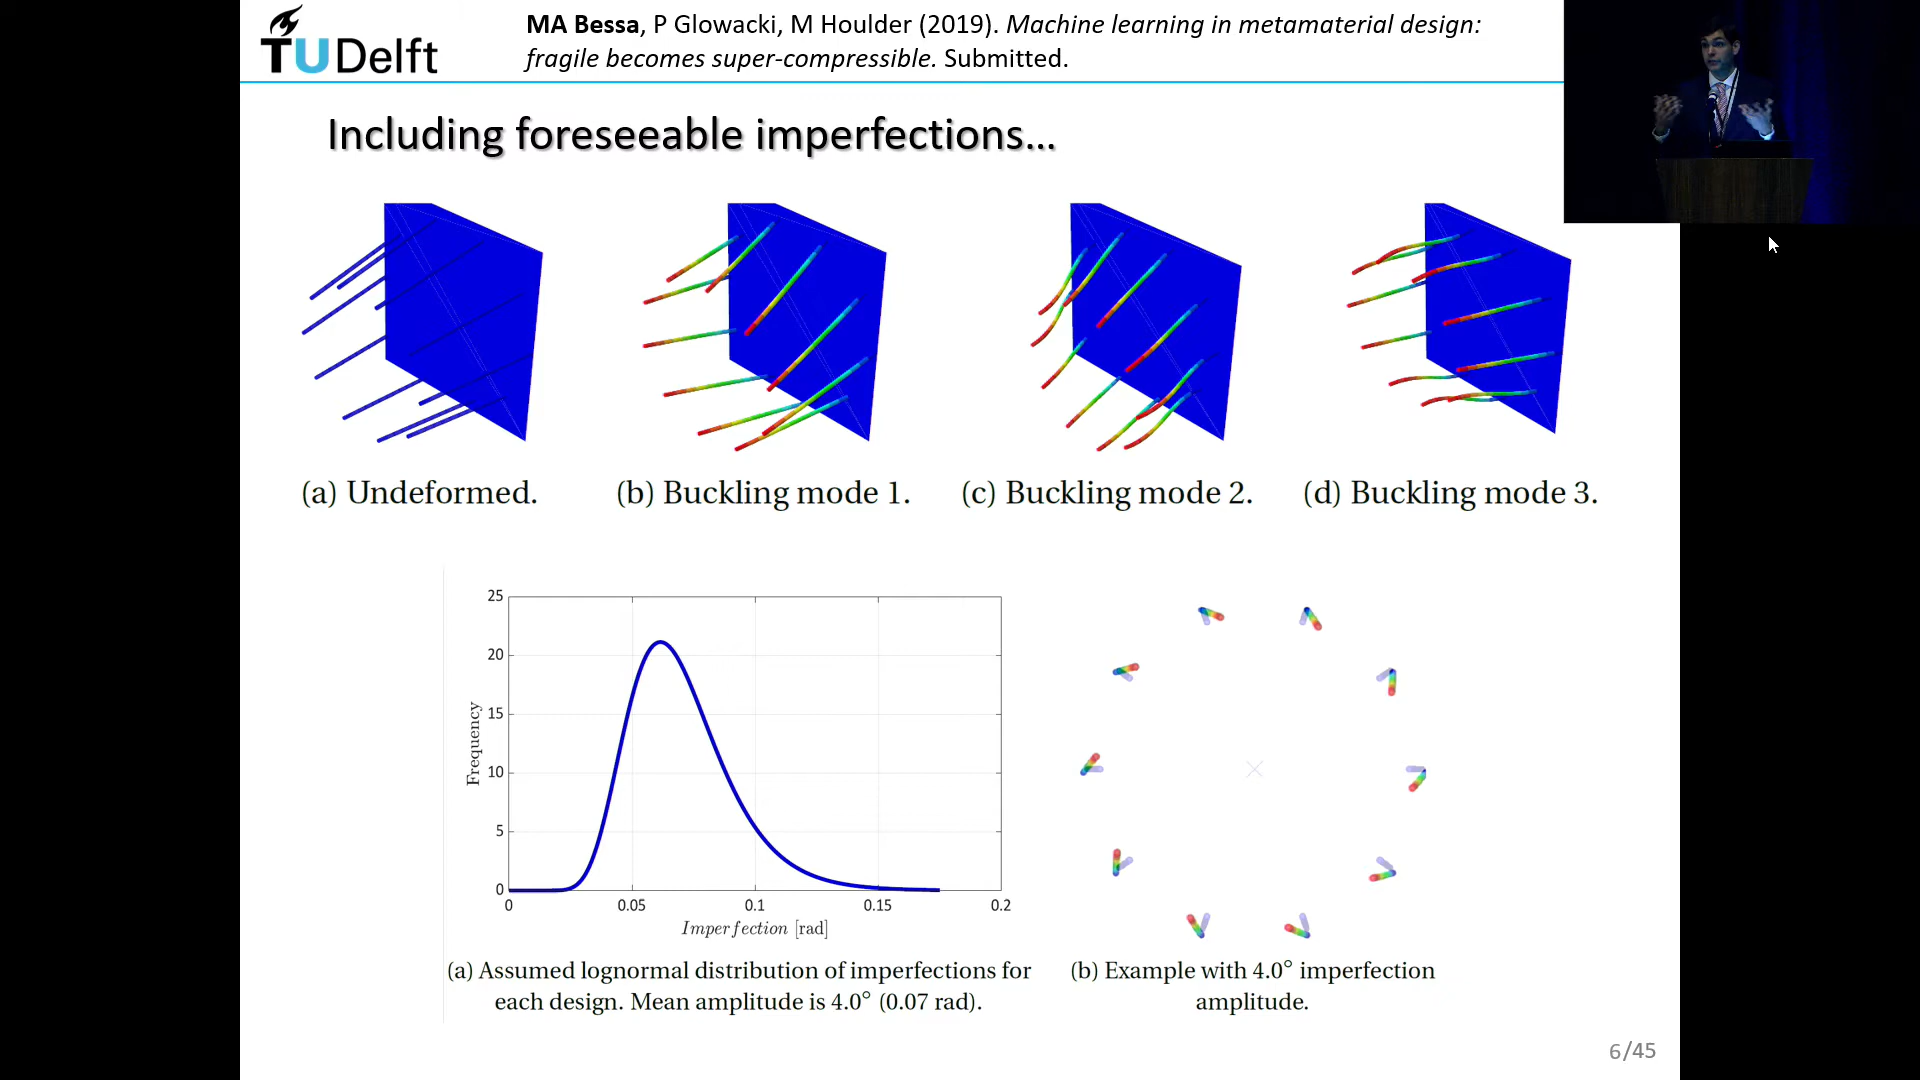 TUDelft
MA Bessa, P Glowacki, M Houlder (2019). Machine learning in metamaterial design:
fragile becomes super-compressible. Submitted.
Including foreseeable imperfections...
(a) Undeformed.
(b) Buckling mode 1.
(c) Buckling mode 2.
(d) Buckling mode 3.
25
20
15
10
5
0
Frequency
0
0.05
0.1
0.15
0.2
Imperfection [rad]
(a) Assumed lognormal distribution of imperfections for
each design. Mean amplitude is 4.0° (0.07 rad).
(b) Example with 4.0° imperfection
amplitude.
6/45